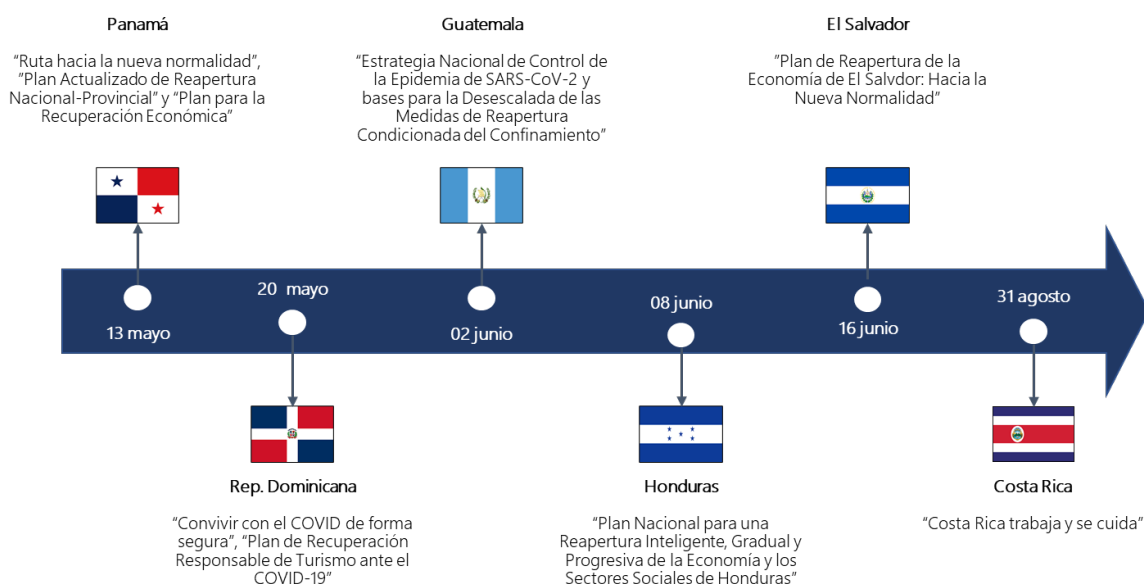 Panamá
“Ruta hacia la nueva normalidad”,
”Plan Actualizado de Reapertura
Nacional-Provincial” y “Plan para la
Recuperación Económica”
Guatemala
“Estrategia Nacional de Control de
la Epidemia de SARS-CoV-2 y
bases para la Desescalada de las
Medidas de Reapertura
Condicionada del Confinamiento”
El Salvador
”Plan de Reapertura de la
Economía de El Salvdor: Hacia la
Nueva Normalidad”
13 mayo
20 mayo
02 junio
08 junio
16 junio
31 agosto
Rep. Dominicana
“Convivir con el COVID de forma
segura”, “Plan de Recuperación
Responsable de Turismo ante el
COVID-19”
Honduras
“Plan Nacional para una
Reapertura Inteligente, Gradual y
Progresiva de la Economía y los
Sectores Sociales de Honduras”
Costa Rica
“Costa Rica trabaja y se cuida”